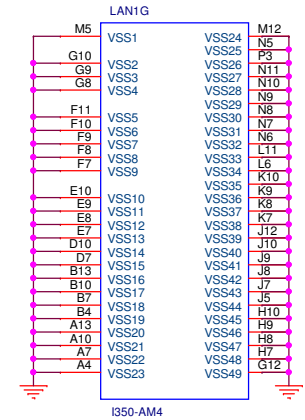 LAN1G
M5 VSS1 VSS24 M12
VSS25 N5
G10 VSS2 VSS26 P3
G9 VSS3 VSS27 N11
G8 VSS4 VSS28 N10
VSS29 N9
F11 VSS5 VSS30 N8
F10 VSS6 VSS31 N7
F9 VSS7 VSS32 N6
F8 VSS8 VSS33 L11
F7 VSS9 VSS34 L6
VSS35 K10
E10 VSS10 VSS36 K9
E9 VSS11 VSS37 K8
E8 VSS12 VSS38 K7
E7 VSS13 VSS39 J12
D10 VSS14 VSS40 J10
D7 VSS15 VSS41 J9
B13 VSS16 VSS42 J8
B10 VSS17 VSS43 J7
B7 VSS18 VSS44 J5
B4 VSS19 VSS45 H10
A13 VSS20 VSS46 H9
A10 VSS21 VSS47 H8
A7 VSS22 VSS48 H7
A4 VSS23 VSS49 G12
I350-AM4